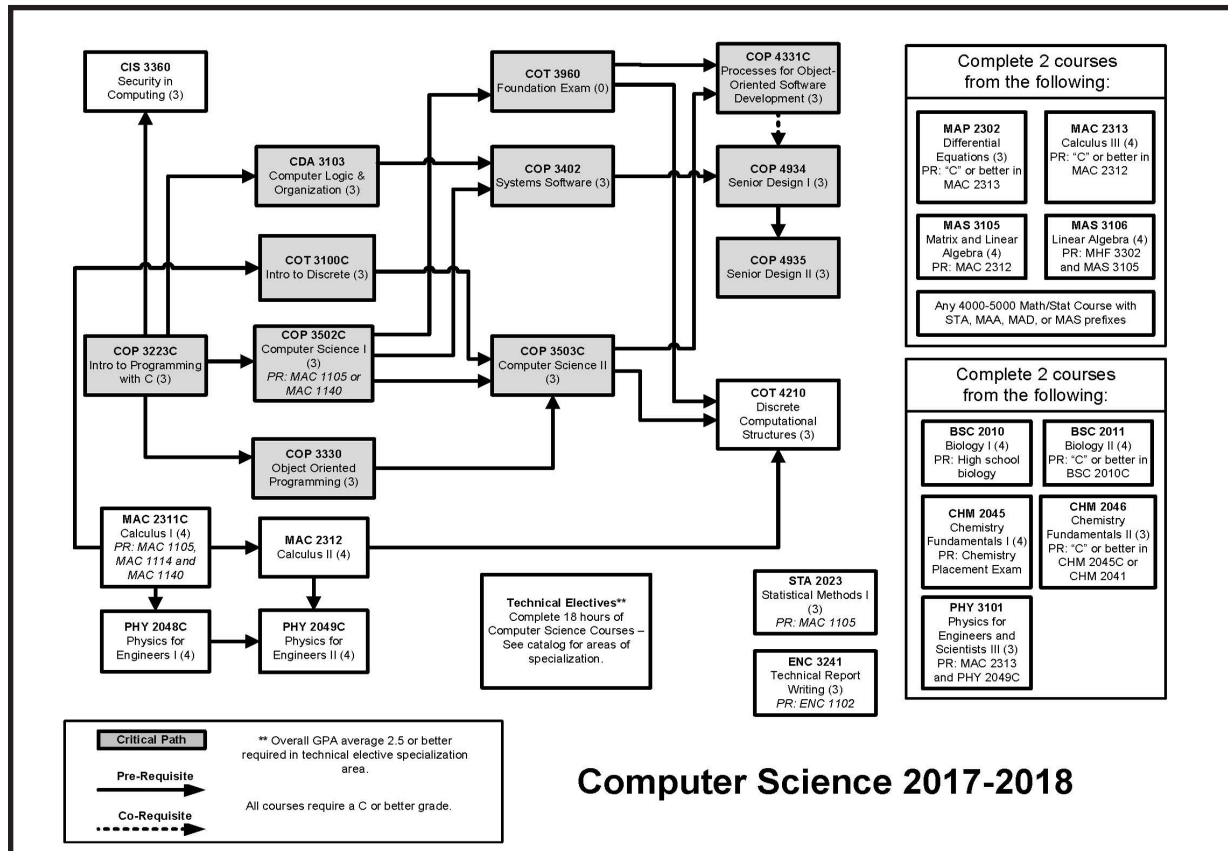 CIS 3360
Security in
Computing (3)
COT 3960
Foundation Exam (0)
COP 4331C
Processes for Object-
Oriented Software
Development (3)
CDA 3103
Computer Logic &
Organization (3)
COP 3402
Systems Software (3)
COP 4934
Senior Design I (3)
COT 3100C
Intro to Discrete (3)
COP 4935
Senior Design II (3)
COP 3223C
Intro to Programming
with C (3)
COP 3502C
Computer Science I
(3)
PR: MAC 1105 or
MAC 1140
COP 3503C
Computer Science II
(3)
COT 4210
Discrete
Computational
Structures (3)
COP 3330
Object Oriented
Programming (3)
MAC 2311C
Calculus I (4)
PR: MAC 1105,
MAC 1114 and
MAC 1140
MAC 2312
Calculus II (4)
PHY 2048C
Physics for
Engineers I (4)
PHY 2049C
Physics for
Engineers II (4)
Technical Electives**
Complete 18 hours of
Computer Science Courses –
See catalog for areas of
specialization.
STA 2023
Statistical Methods I
(3)
PR: MAC 1105
ENC 3241
Technical Report
Writing (3)
PR: ENC 1102
Complete 2 courses
from the following:
MAP 2302
Differential
Equations (3)
PR: “C” or better in
MAC 2313
MAC 2313
Calculus III (4)
PR: “C” or better in
MAC 2312
MAS 3105
Matrix and Linear
Algebra (4)
PR: MAC 2312
MAS 3106
Linear Algebra (4)
PR: MHF 3302
and MAS 3105
Any 4000-5000 Math/Stat Course with
STA, MAA, MAD, or MAS prefixes
Complete 2 courses
from the following:
BSC 2010
Biology I (4)
PR: High school
biology
BSC 2011
Biology II (4)
PR: “C” or better in
BSC 2010C
CHM 2045
Chemistry
Fundamentals I (4)
PR: Chemistry
Placement Exam
CHM 2046
Chemistry
Fundamentals II (3)
PR: “C” or better in
CHM 2045C or
CHM 2041
PHY 3101
Physics for
Engineers and
Scientists III (3)
PR: MAC 2313
and PHY 2049C
Critical Path
Pre-Requisite
Co-Requisite
** Overall GPA average 2.5 or better
required in technical elective specialization
area.
All courses require a C or better grade.
Computer Science 2017-2018